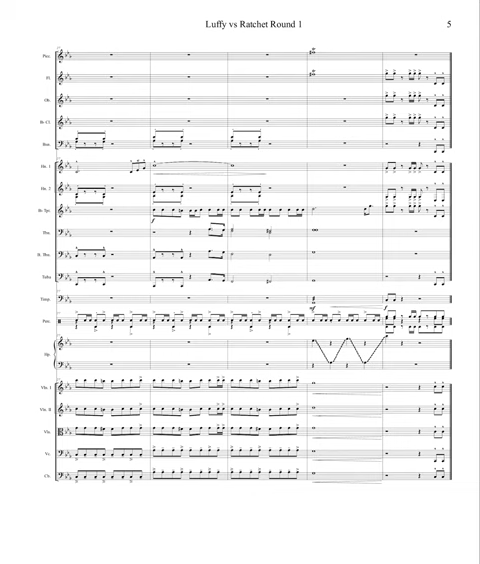 Luffy vs Ratchet Round 1
5
Picc.
Fl.
Ob.
B♭ Cl.
Bsn.
Hn. 1
Hn. 2
B♭ Tpt.
Tbn.
B. Tbn.
Tuba
Timp.
Perc.
Hp.
Vln. I
Vln. II
Vla.
Vc.
Cb.
f
mf
f